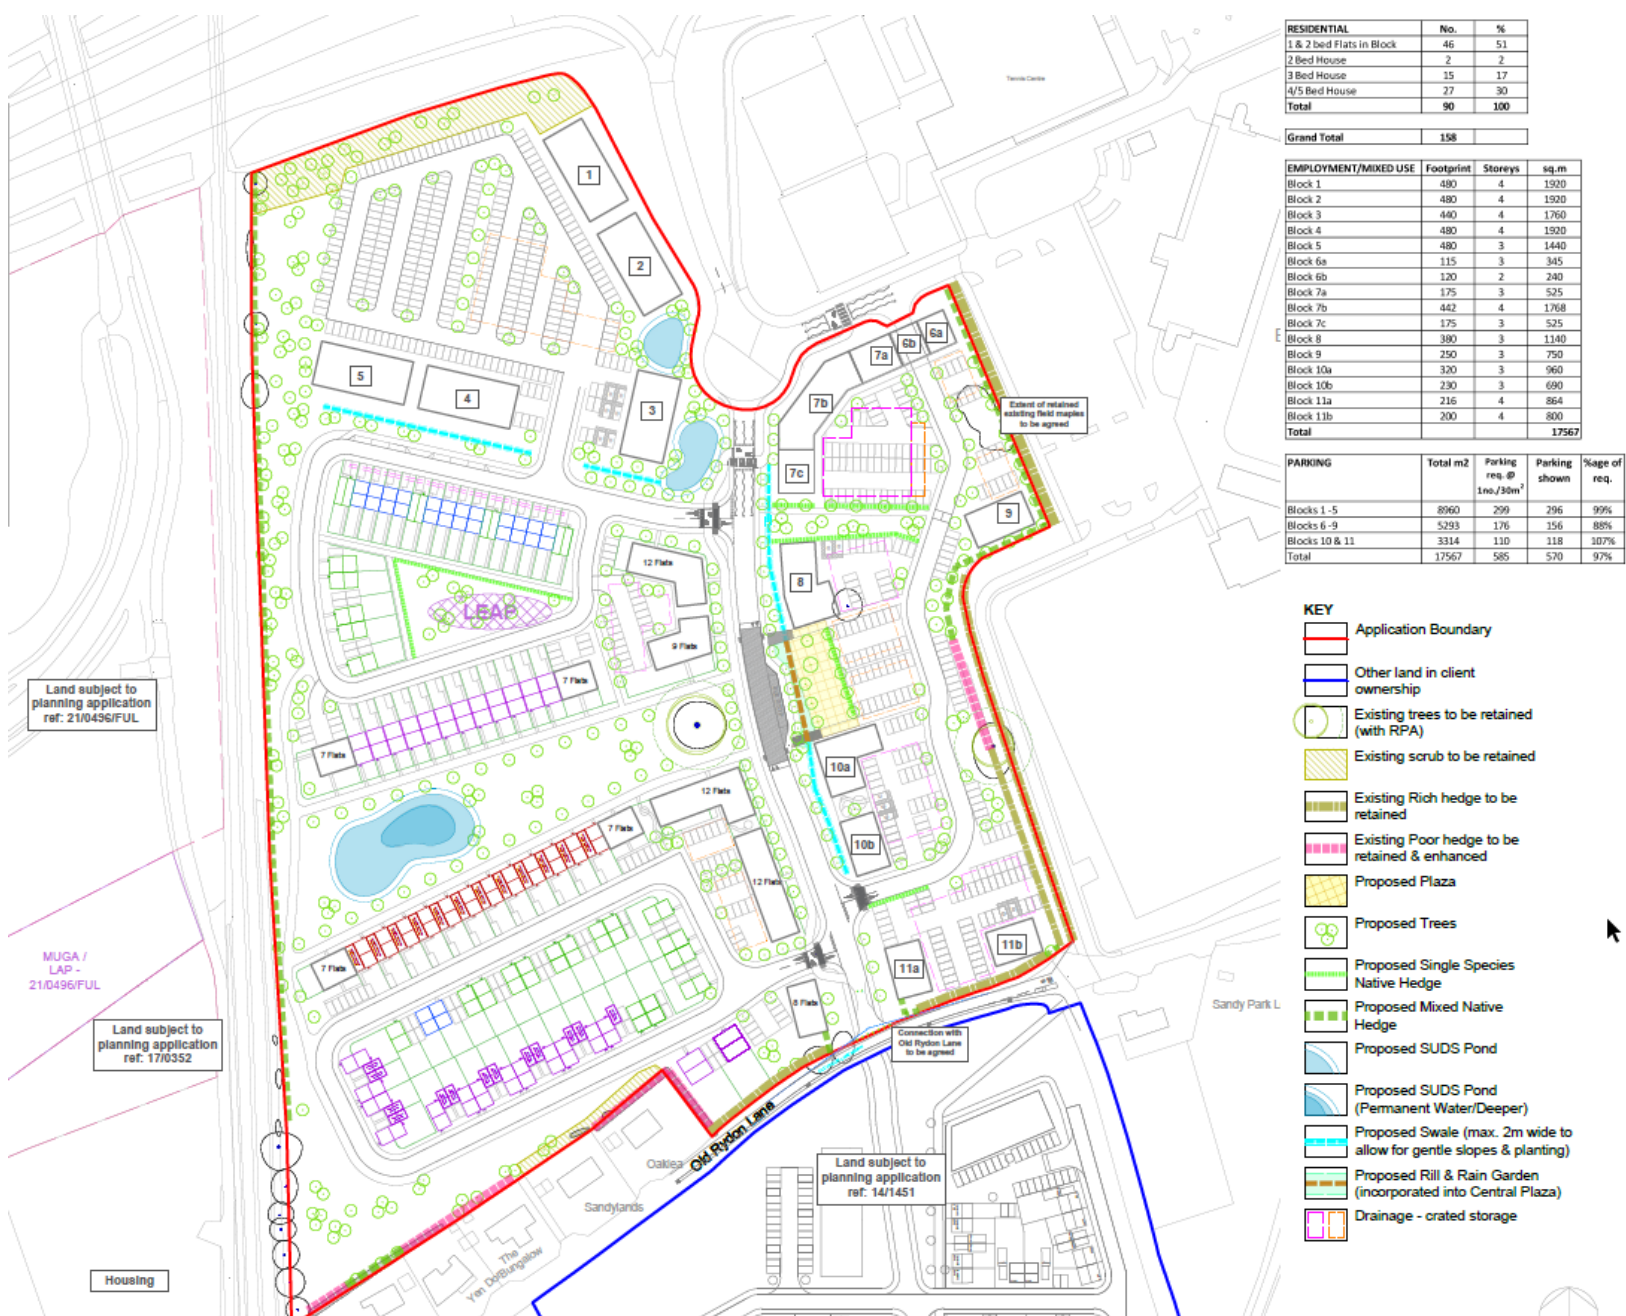 Tennis Centre
1
2
3
4
5
6a
6b
7a
7b
7c
8
9
10a
10b
11a
11b
Extent of retained
existing field maples
to be agreed
12 Flats
9 Flats
7 Flats
7 Flats
LEAP
12 Flats
7 Flats
12 Flats
7 Flats
8 Flats
Land subject to
planning application
ref: 21/0496/FUL
MUGA /
LAP -
21/0496/FUL
Land subject to
planning application
ref: 17/0352
Housing
Connection with
Old Rydon Lane
to be agreed
Old Rydon Lane
Oaklea
Sandylands
The
Bungalow
Sandy Park L
Land subject to
planning application
ref: 14/1451
RESIDENTIAL No. %
1 & 2 bed Flats in Block 46 51
2 Bed House 2 2
3 Bed House 15 17
4/5 Bed House 27 30
Total 90 100
Grand Total 158
EMPLOYMENT/MIXED USE Footprint Storeys sq.m
Block 1 480 4 1920
Block 2 480 4 1920
Block 3 440 4 1760
Block 4 480 4 1920
Block 5 480 3 1440
Block 6a 115 3 345
Block 6b 120 2 240
Block 7a 175 3 525
Block 7b 442 4 1768
Block 7c 175 3 525
Block 8 380 3 1140
Block 9 250 3 750
Block 10a 320 3 960
Block 10b 230 3 690
Block 11a 216 4 864
Block 11b 200 4 800
Total 17567
PARKING Total m2 Parking req. @ 1no./30m² Parking shown %age of req.
Blocks 1 -5 8960 299 296 99%
Blocks 6 -9 5293 176 156 88%
Blocks 10 & 11 3314 110 118 107%
Total 17567 585 570 97%
KEY
Application Boundary
Other land in client
ownership
Existing trees to be retained
(with RPA)
Existing scrub to be retained
Existing Rich hedge to be
retained
Existing Poor hedge to be
retained & enhanced
Proposed Plaza
Proposed Trees
Proposed Single Species
Native Hedge
Proposed Mixed Native
Hedge
Proposed SUDS Pond
Proposed SUDS Pond
(Permanent Water/Deeper)
Proposed Swale (max. 2m wide to
allow for gentle slopes & planting)
Proposed Rill & Rain Garden
(incorporated into Central Plaza)
Drainage - crated storage